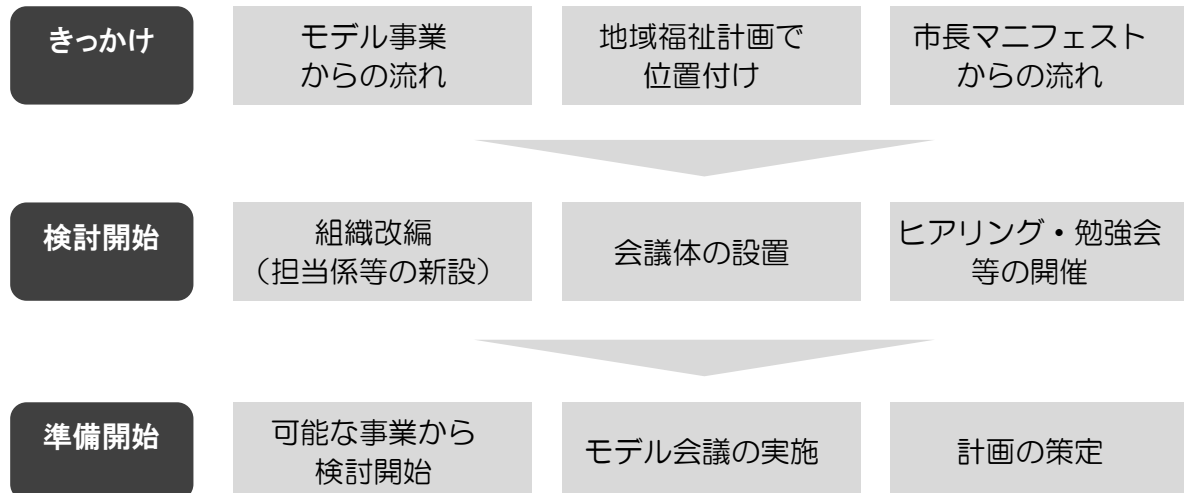 きっかけ
モデル事業
からの流れ
地域福祉計画で
位置付け
市長マニフェスト
からの流れ
検討開始
組織改編
（担当係等の新設）
会議体の設置
ヒアリング・勉強会
等の開催
準備開始
可能な事業から
検討開始
モデル会議の実施
計画の策定